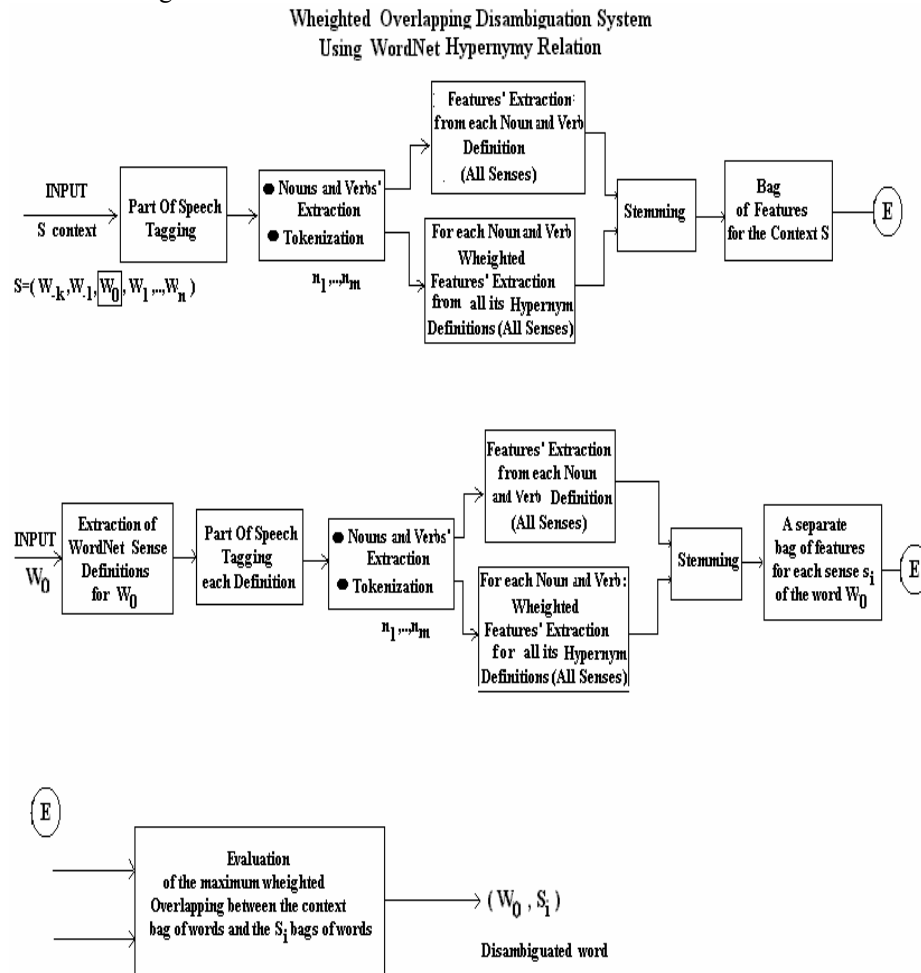 Wheighted Overlapping Disambiguation System
Using WordNet Hypernymy Relation
INPUT
S context
S=( W-k, W-1, W0, W1 ,..,Wn )
Part Of Speech
Tagging
● Nouns and Verbs'
Extraction
● Tokenization
n1,..,nm
Features' Extraction
from each Noun and Verb
Definition
(All Senses)
For each Noun and Verb
Wheighted
Features' Extraction
from all its Hypernym
Definitions (All Senses)
Stemming
Bag
of Features
for the Context S
E
INPUT
W0
Extraction of
WordNet Sense
Definitions
for W0
Part Of Speech
Tagging
each Definition
● Nouns and Verbs'
Extraction
● Tokenization
n1,..,nm
Features' Extraction
from each Noun
and Verb Definition
(All Senses)
For each Noun and Verb:
Wheighted
Features' Extraction
for all its Hypernym
Definitions (All Senses)
Stemming
A separate
bag of features
for each sense si
of the word W0
E
E
Evaluation
of the maximum wheighted
Overlapping between the context
bag of words and the Si bags of words
( W0 , Si )
Disambiguated word